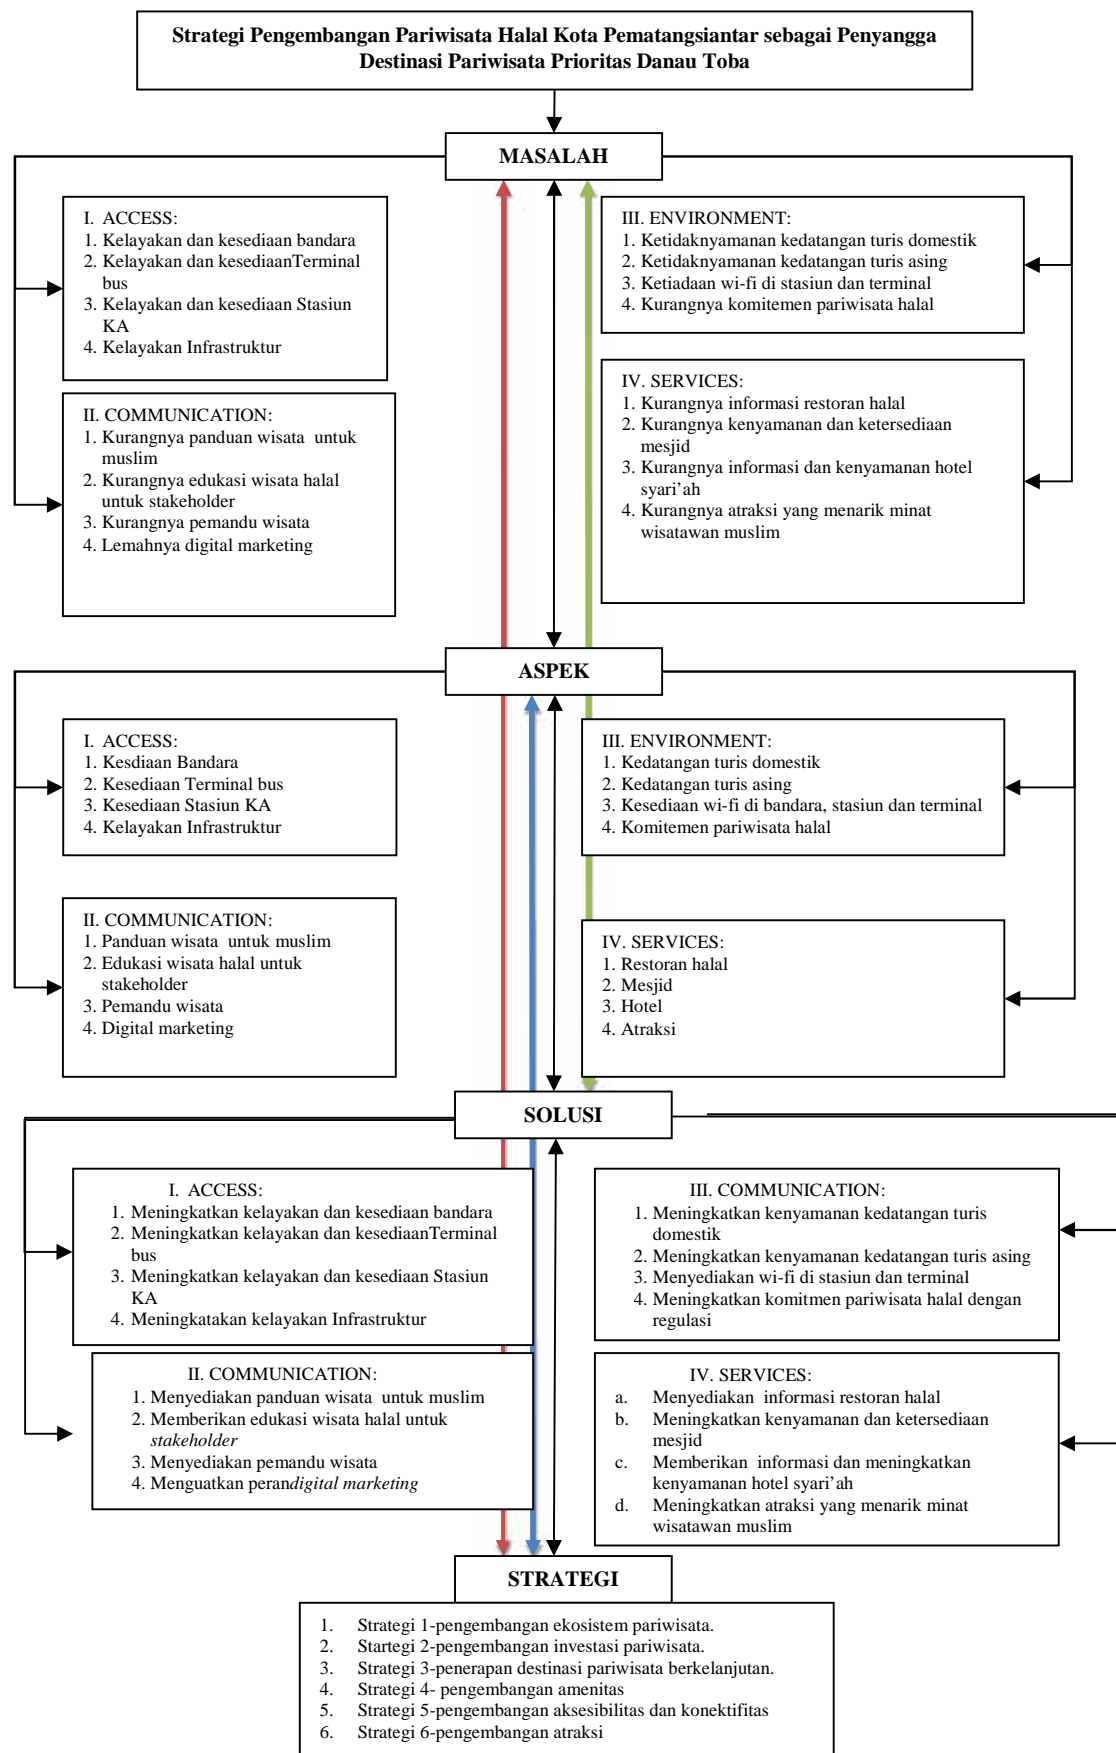 Strategi Pengembangan Pariwisata Halal Kota Pematangsiantar sebagai Penyangga
Destinasi Pariwisata Prioritas Danau Toba
MASALAH
I. ACCESS:
1. Kelayakan dan kesediaan bandara
2. Kelayakan dan kesediaanTerminal
bus
3. Kelayakan dan kesediaan Stasiun
KA
4. Kelayakan Infrastruktur
II. COMMUNICATION:
1. Kurangnya panduan wisata untuk
muslim
2. Kurangnya edukasi wisata halal
untuk stakeholder
3. Kurangnya pemandu wisata
4. Lemahnya digital marketing
III. ENVIRONMENT:
1. Ketidaknyamanan kedatangan turis domestik
2. Ketidaknyamanan kedatangan turis asing
3. Ketiadaan wi-fi di stasiun dan terminal
4. Kurangnya komitemen pariwisata halal
IV. SERVICES:
1. Kurangnya informasi restoran halal
2. Kurangnya kenyamanan dan ketersediaan
mesjid
3. Kurangnya informasi dan kenyamanan hotel
syari’ah
4. Kurangnya atraksi yang menarik minat
wisatawan muslim
ASPEK
I. ACCESS:
1. Kesdiaan Bandara
2. Kesediaan Terminal bus
3. Kesediaan Stasiun KA
4. Kelayakan Infrastruktur
II. COMMUNICATION:
1. Panduan wisata untuk muslim
2. Edukasi wisata halal untuk
stakeholder
3. Pemandu wisata
4. Digital marketing
III. ENVIRONMENT:
1. Kedatangan turis domestik
2. Kedatangan turis asing
3. Kesediaan wi-fi di bandara, stasiun dan terminal
4. Komitemen pariwisata halal
IV. SERVICES:
1. Restoran halal
2. Mesjid
3. Hotel
4. Atraksi
SOLUSI
I. ACCESS:
1. Meningkatkan kelayakan dan kesediaan bandara
2. Meningkatkan kelayakan dan kesediaanTerminal
bus
3. Meningkatkan kelayakan dan kesediaan Stasiun
KA
4. Meningkatakan kelayakan Infrastruktur
II. COMMUNICATION:
1. Menyediakan panduan wisata untuk muslim
2. Memberikan edukasi wisata halal untuk
stakeholder
3. Menyediakan pemandu wisata
4. Menguatkan perandigital marketing
III. COMMUNICATION:
1. Meningkatkan kenyamanan kedatangan turis
domestik
2. Meningkatkan kenyamanan kedatangan turis asing
3. Menyediakan wi-fi di stasiun dan terminal
4. Meningkatkan komitmen pariwisata halal dengan
regulasi
IV. SERVICES:
a. Menyediakan informasi restoran halal
b. Meningkatkan kenyamanan dan ketersediaan
mesjid
c. Memberikan informasi dan meningkatkan
kenyamanan hotel syari’ah
d. Meningkatkan atraksi yang menarik minat
wisatawan muslim
STRATEGI
1. Strategi 1-pengembangan ekosistem pariwisata.
2. Startegi 2-pengembangan investasi pariwisata.
3. Strategi 3-penerapan destinasi pariwisata berkelanjutan.
4. Strategi 4- pengembangan amenitas
5. Strategi 5-pengembangan aksesibilitas dan konektifitas
6. Strategi 6-pengembangan atraksi